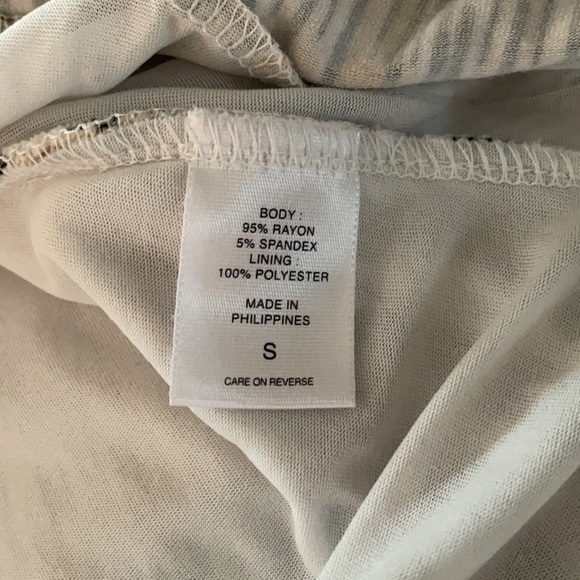 BODY :
95% RAYON
5% SPANDEX
LINING :
100% POLYESTER
MADE IN
PHILIPPINES
S
CARE ON REVERSE